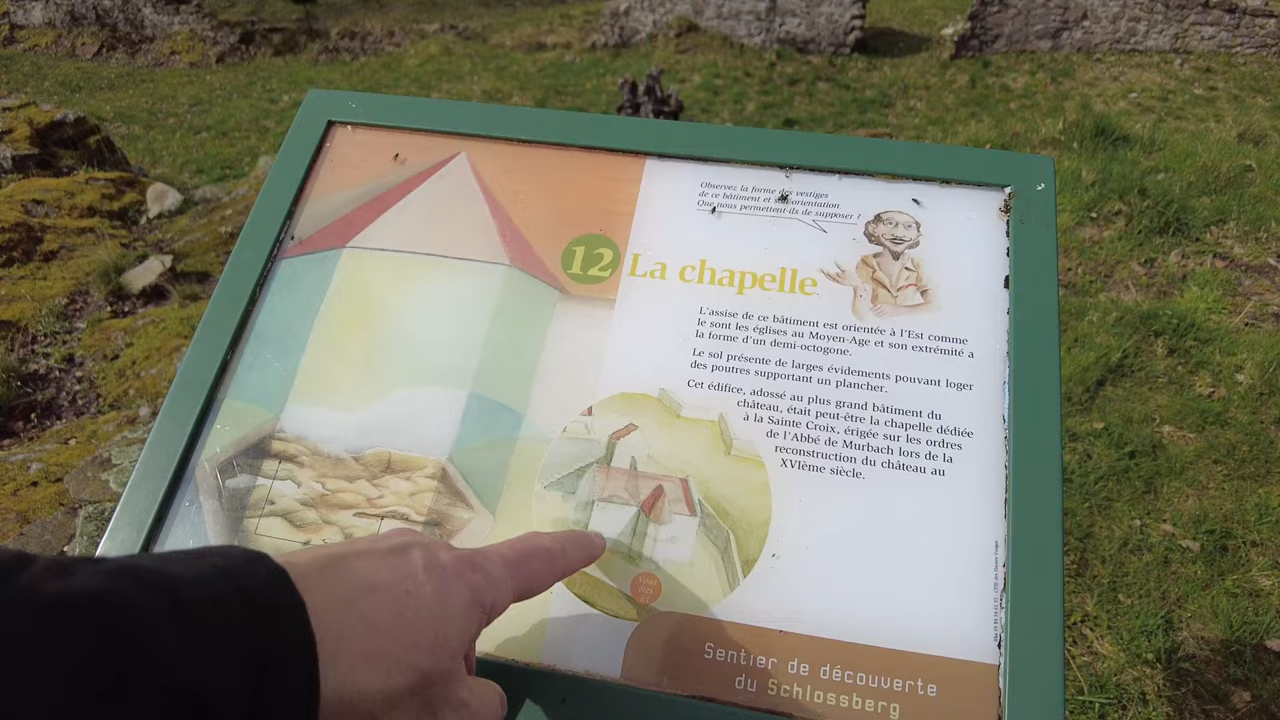 Observez la forme des vestiges
de ce bâtiment et son orientation.
Que nous permettent-ils de supposer ?
12 La chapelle
L'assise de ce bâtiment est orientée à l'Est comme
le sont les églises au Moyen-Age et son extrémité a
la forme d'un demi-octogone.
Le sol présente de larges évidements pouvant loger
des poutres supportant un plancher.
Cet édifice, adossé au plus grand bâtiment du
château, était peut-être la chapelle dédiée
à la Sainte Croix, érigée sur les ordres
de l'Abbé de Murbach lors de la
reconstruction du château au
XVIème siècle.
Vous
êtes
ici
Sentier de découverte
du Schlossberg